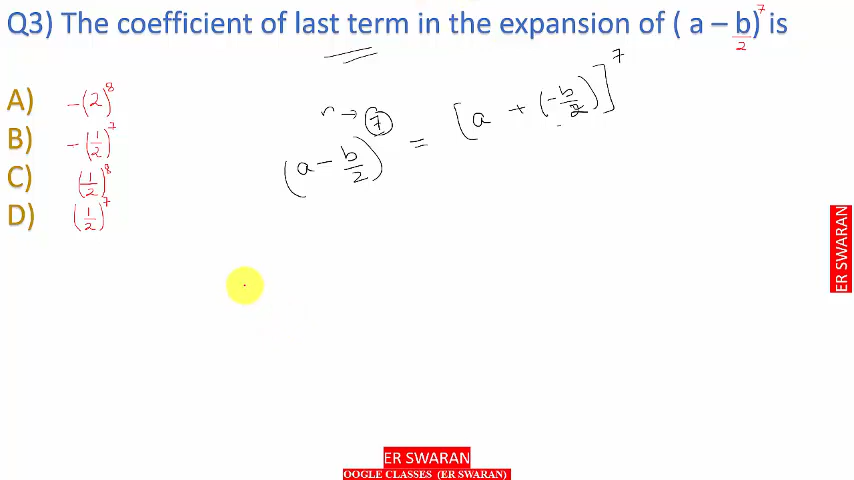 Q3) The coefficient of last term in the expansion of ( a – b/2)^7 is
A) -(2)^8
B) -(1/2)^7
C) (1/2)^8
D) (1/2)^7
r → 7
(a - b/2)^7 = [a + (-b/2)]^7
ER SWARAN
ER SWARAN
OOGLE CLASSES (ER SWARAN)